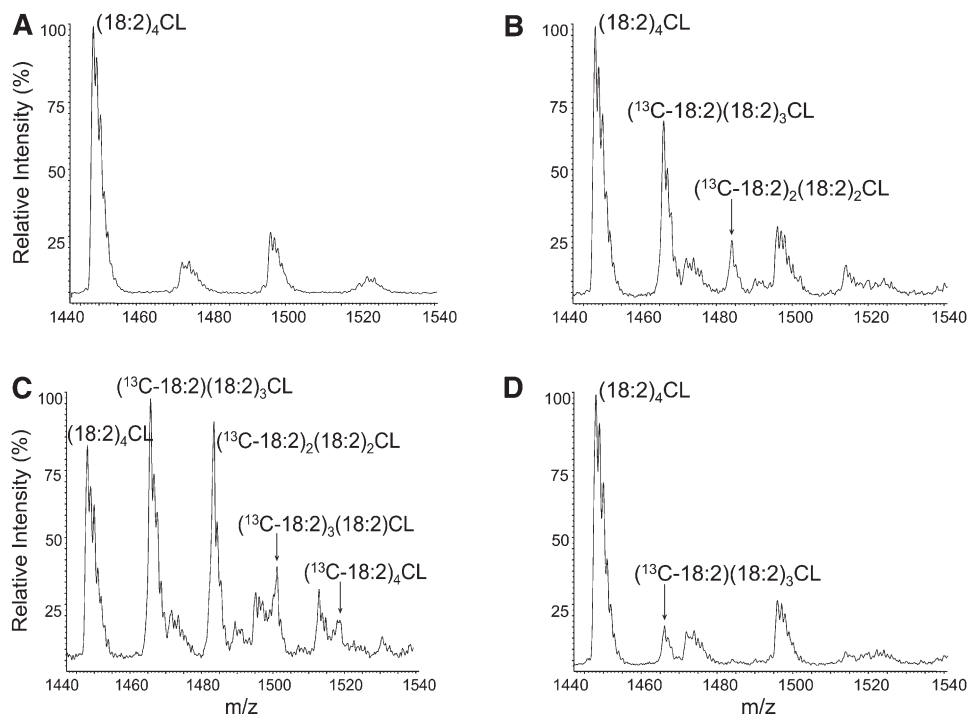 A
B
(18:2)₄CL
(18:2)₄CL
(¹³C-18:2)(18:2)₃CL
(¹³C-18:2)₂(18:2)₂CL
Relative Intensity (%)
100
75
50
25
100
75
50
25
1440 1460 1480 1500 1520 1540
1440 1460 1480 1500 1520 1540
C
D
(¹³C-18:2)(18:2)₃CL
(18:2)₄CL
(18:2)₄CL
(¹³C-18:2)₂(18:2)₂CL
(¹³C-18:2)₃(18:2)CL
(¹³C-18:2)₄CL
(¹³C-18:2)(18:2)₃CL
Relative Intensity (%)
100
75
50
25
100
75
50
25
1440 1460 1480 1500 1520 1540
1440 1460 1480 1500 1520 1540
m/z
m/z